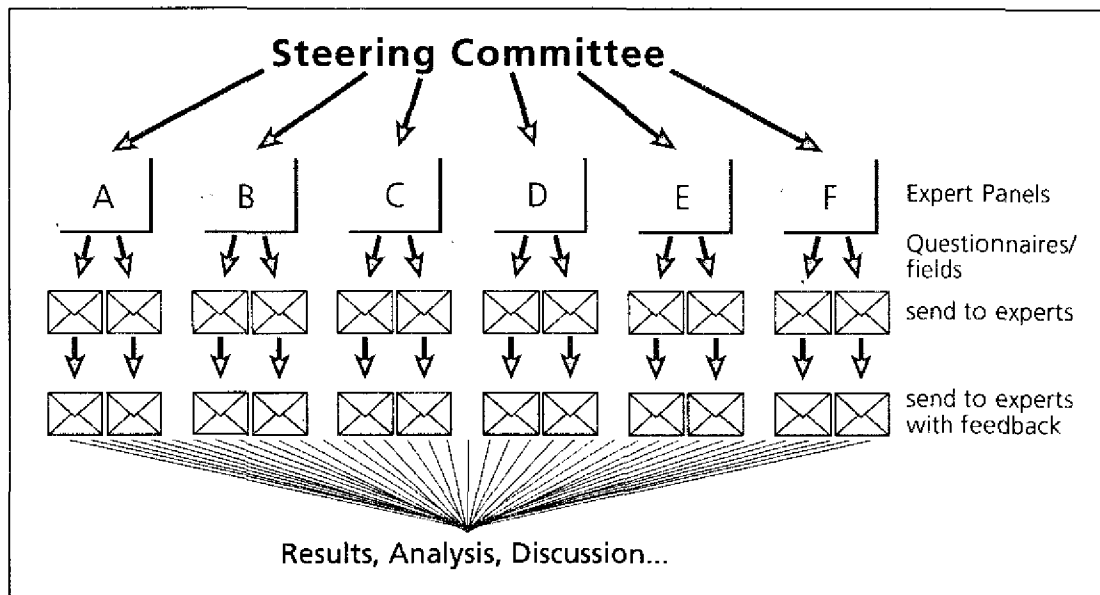 Steering Committee
A B C D E F
Expert Panels
Questionnaires/
fields
send to experts
send to experts
with feedback
Results, Analysis, Discussion...